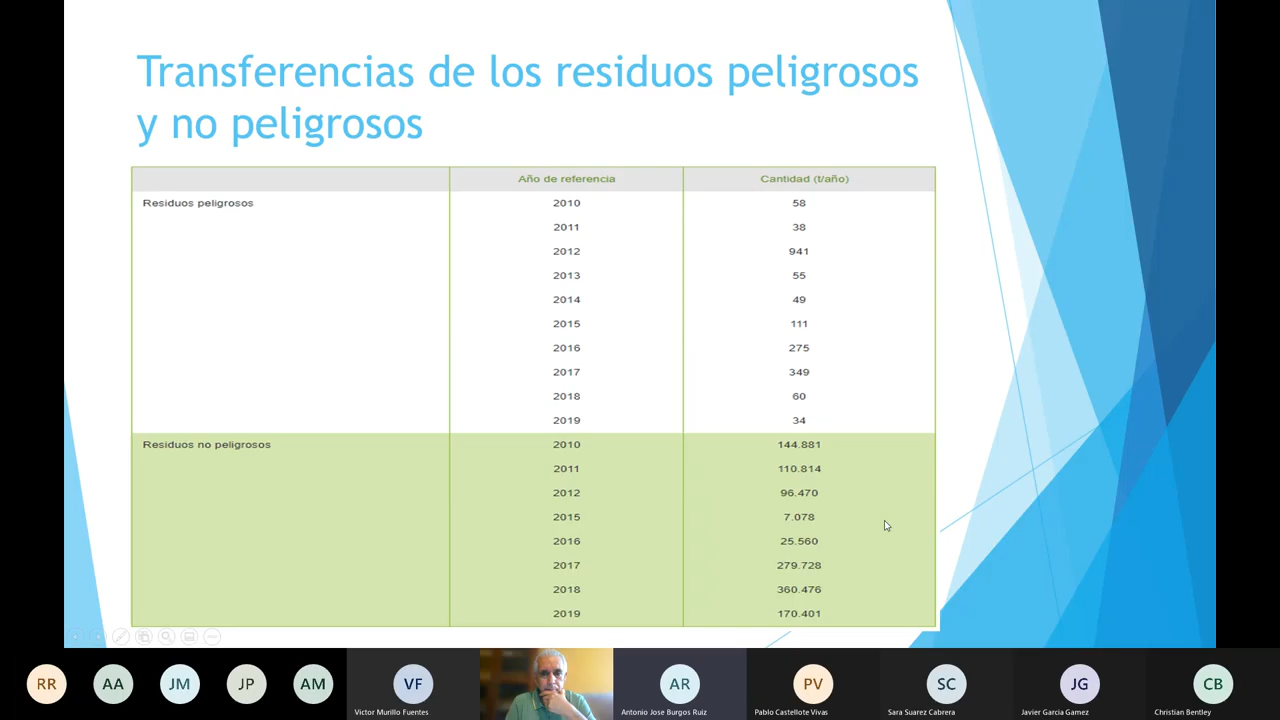 Transferencias de los residuos peligrosos
y no peligrosos
Año de referencia Cantidad (t/año)
Residuos peligrosos 2010 58
2011 38
2012 941
2013 55
2014 49
2015 111
2016 275
2017 349
2018 60
2019 34
Residuos no peligrosos 2010 144.881
2011 110.814
2012 96.470
2015 7.078
2016 25.560
2017 279.728
2018 360.476
2019 170.401
RR AA JM JP AM VF AR PV SC JG CB
Victor Murillo Fuentes Antonio Jose Burgos Ruiz Pablo Castellote Vivas Sara Suarez Cabrera Javier Garcia Gamez Christian Bentley